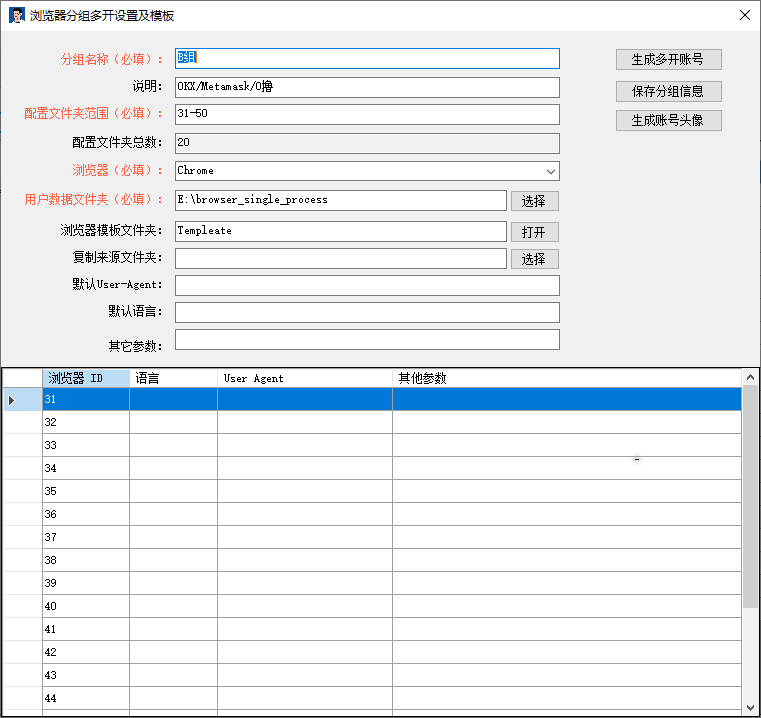 浏览器分组多开设置及模板
分组名称（必填）： B组 生成多开账号
说明： OKX/Metamask/O撸 保存分组信息
配置文件夹范围（必填）： 31-50 生成账号头像
配置文件夹总数： 20
浏览器（必填）： Chrome
用户数据文件夹（必填）： E:\browser_single_process 选择
浏览器模板文件夹： Templeate 打开
复制来源文件夹： 选择
默认User-Agent：
默认语言：
其它参数：
浏览器 ID 语言 User Agent 其他参数
31
32
33
34
35
36
37
38
39
40
41
42
43
44